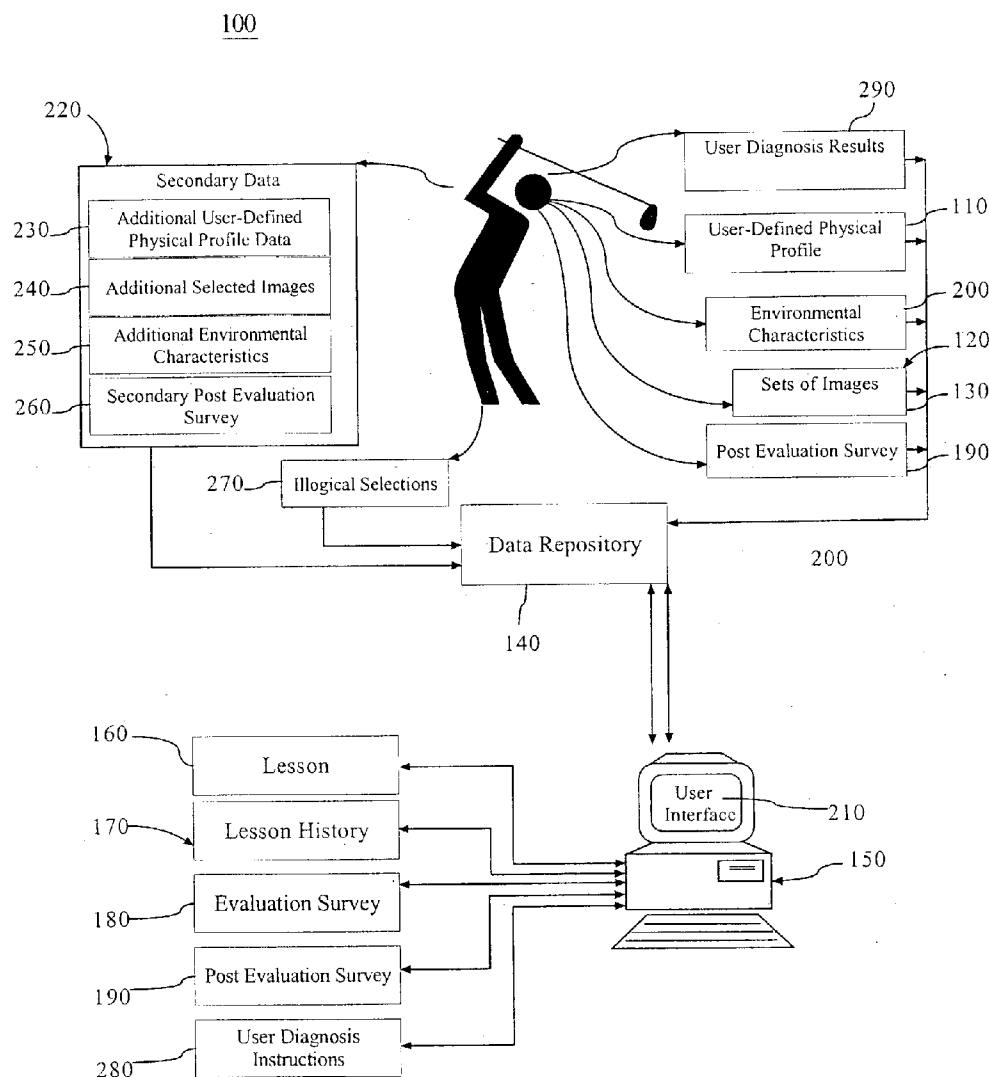 100
220
Secondary Data
230
Additional User-Defined
Physical Profile Data
240
Additional Selected Images
250
Additional Environmental
Characteristics
260
Secondary Post Evaluation
Survey
290
User Diagnosis Results
110
User-Defined Physical
Profile
200
Environmental
Characteristics
120
Sets of Images
130
Post Evaluation Survey
190
270
Illogical Selections
Data Repository
200
140
160
Lesson
170
Lesson History
180
Evaluation Survey
190
Post Evaluation Survey
280
User Diagnosis
Instructions
User
Interface
210
150